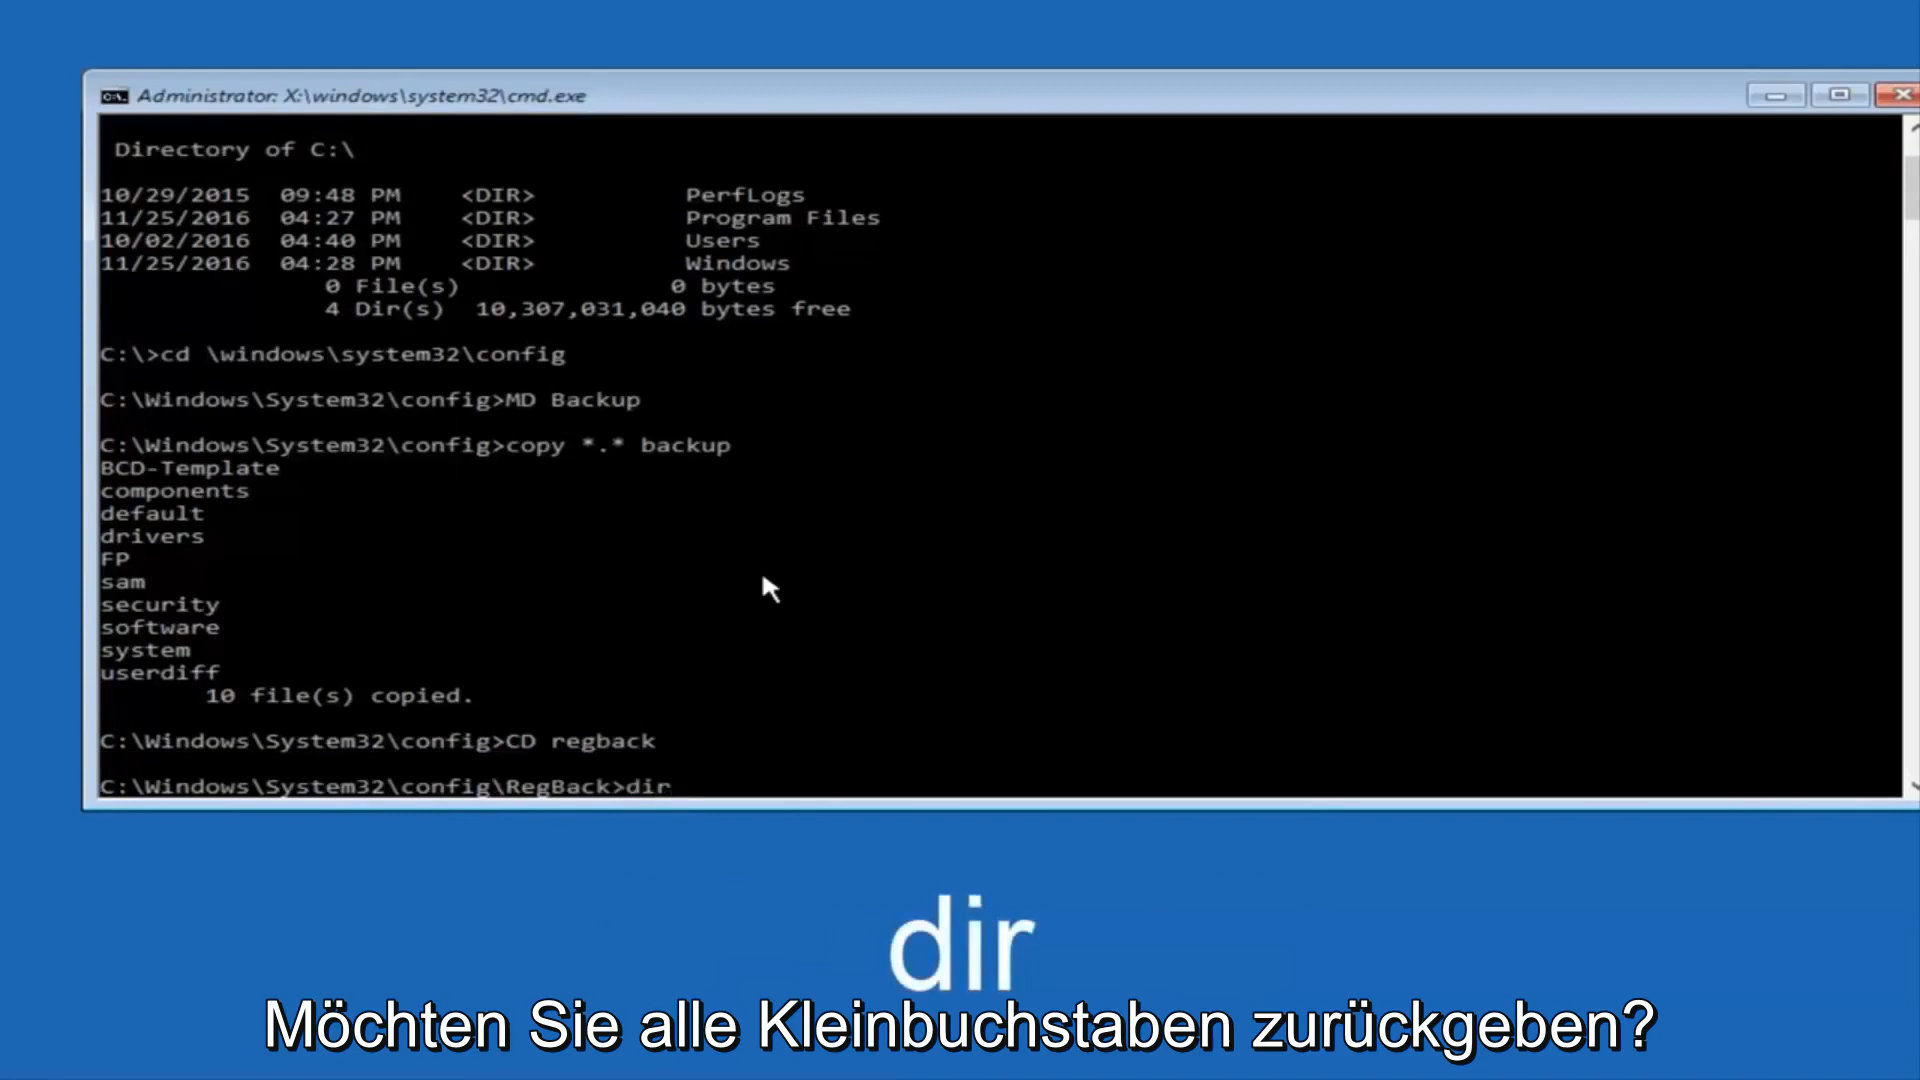 Administrator: X:\windows\system32\cmd.exe
Directory of C:\
10/29/2015 09:48 PM <DIR> PerfLogs
11/25/2016 04:27 PM <DIR> Program Files
10/02/2016 04:40 PM <DIR> Users
11/25/2016 04:28 PM <DIR> Windows
0 File(s) 0 bytes
4 Dir(s) 10,307,031,040 bytes free
C:\>cd \windows\system32\config
C:\Windows\System32\config>MD Backup
C:\Windows\System32\config>copy *.* backup
BCD-Template
components
default
drivers
FP
sam
security
software
system
userdiff
10 file(s) copied.
C:\Windows\System32\config>CD regback
C:\Windows\System32\config\RegBack>dir
dir
Möchten Sie alle Kleinbuchstaben zurückgeben?